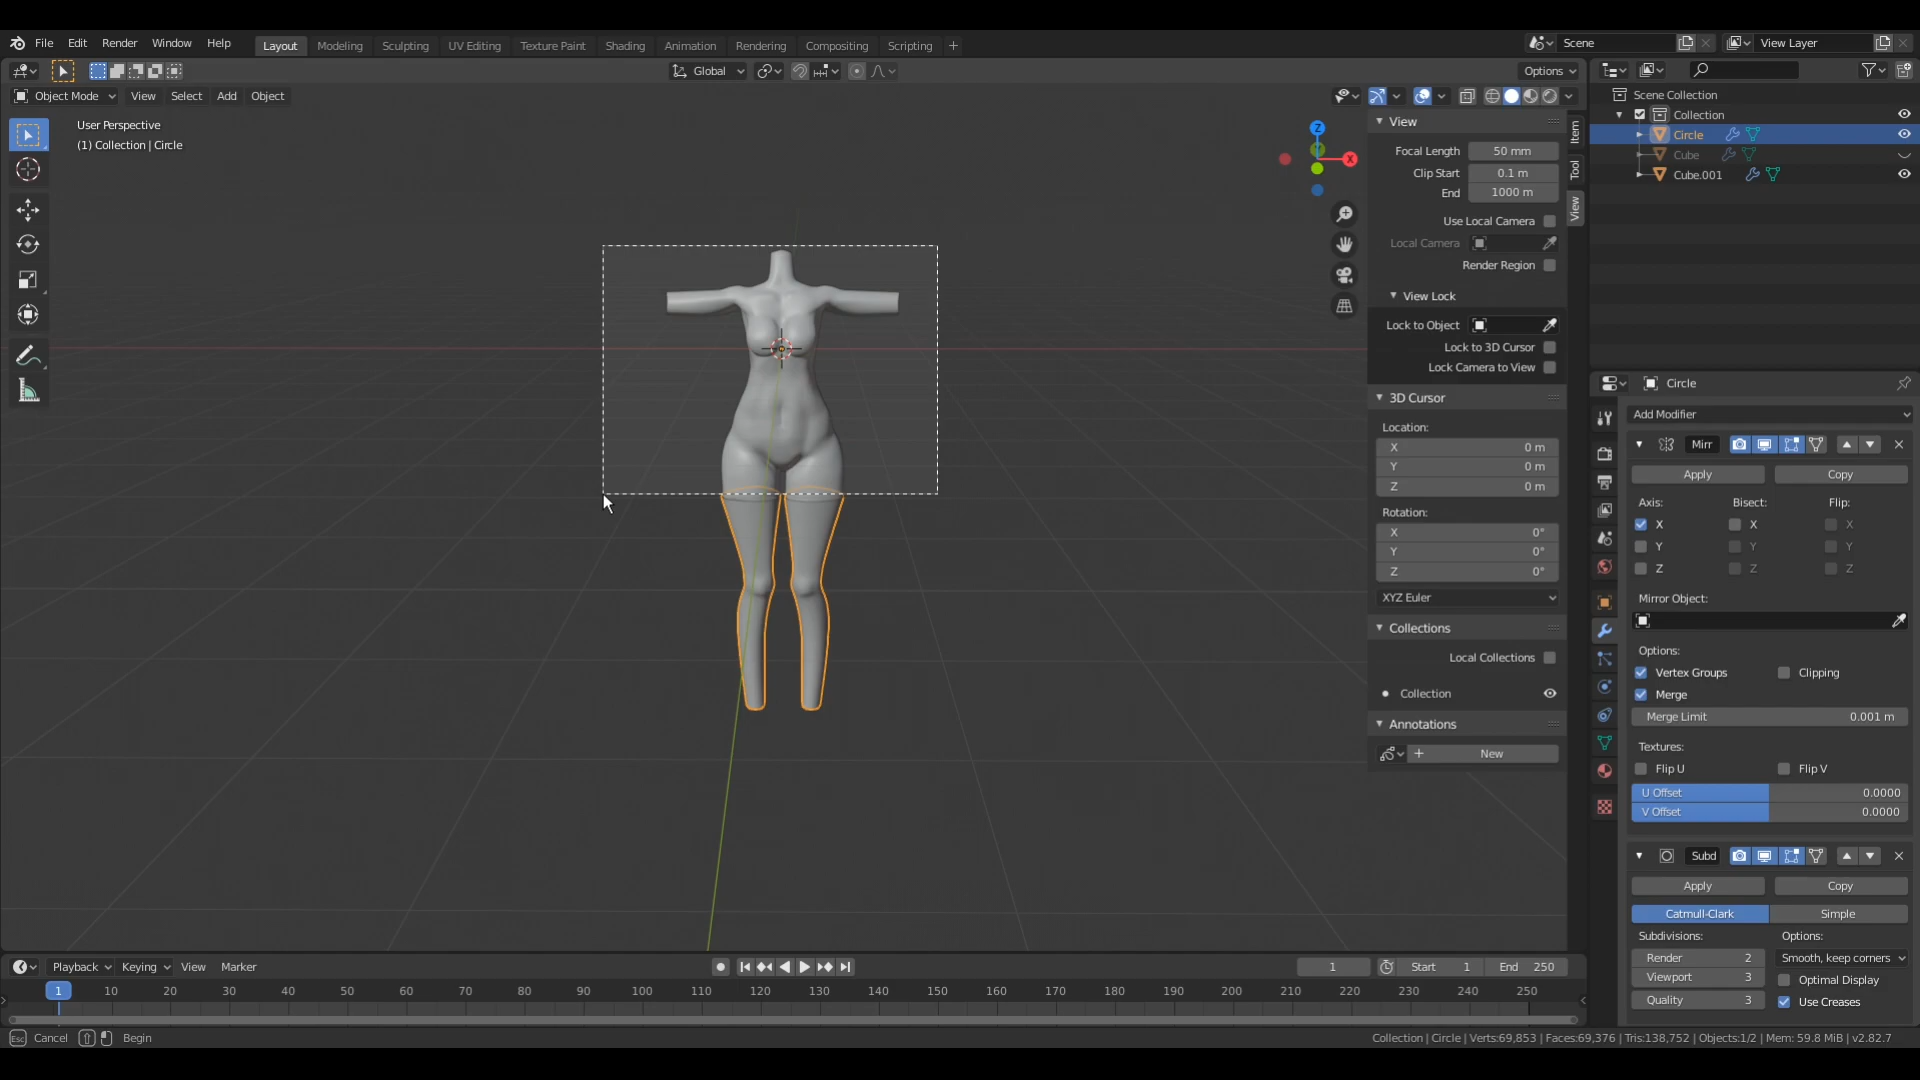 File Edit Render Window Help Layout Modeling Sculpting UV Editing Texture Paint Shading Animation Rendering Compositing Scripting + Scene View Layer
Global Options
Object Mode View Select Add Object
User Perspective
(1) Collection | Circle
Z
X
View
Focal Length 50 mm
Clip Start 0.1 m
End 1000 m
Use Local Camera
Local Camera
Render Region
View Lock
Lock to Object
Lock to 3D Cursor
Lock Camera to View
3D Cursor
Location:
X 0 m
Y 0 m
Z 0 m
Rotation:
X 0°
Y 0°
Z 0°
XYZ Euler
Collections
Local Collections
Collection
Annotations
+ New
Item
Tool
View
Scene Collection
Collection
Circle
Cube
Cube.001
Circle
Add Modifier
Mirr
Apply Copy
Axis: Bisect: Flip:
X X X
Y Y Y
Z Z Z
Mirror Object:
Options:
Vertex Groups Clipping
Merge
Merge Limit 0.001 m
Textures:
Flip U Flip V
U Offset 0.0000
V Offset 0.0000
Subd
Apply Copy
Catmull-Clark Simple
Subdivisions: Options:
Render 2 Smooth, keep corners
Viewport 3 Optimal Display
Quality 3 Use Creases
Playback Keying View Marker 1 Start 1 End 250
1 10 20 30 40 50 60 70 80 90 100 110 120 130 140 150 160 170 180 190 200 210 220 230 240 250
Esc Cancel Begin Collection | Circle | Verts:69,853 | Faces:69,376 | Tris:138,752 | Objects:1/2 | Mem: 59.8 MiB | v2.82.7